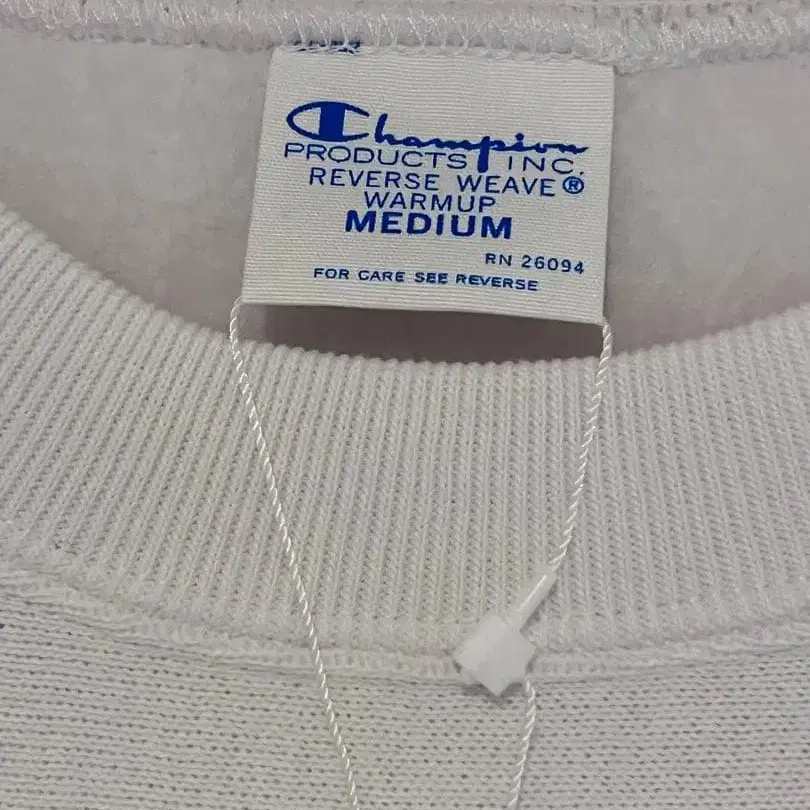 Champion
PRODUCTS INC.
REVERSE WEAVE®
WARMUP
MEDIUM
RN 26094
FOR CARE SEE REVERSE